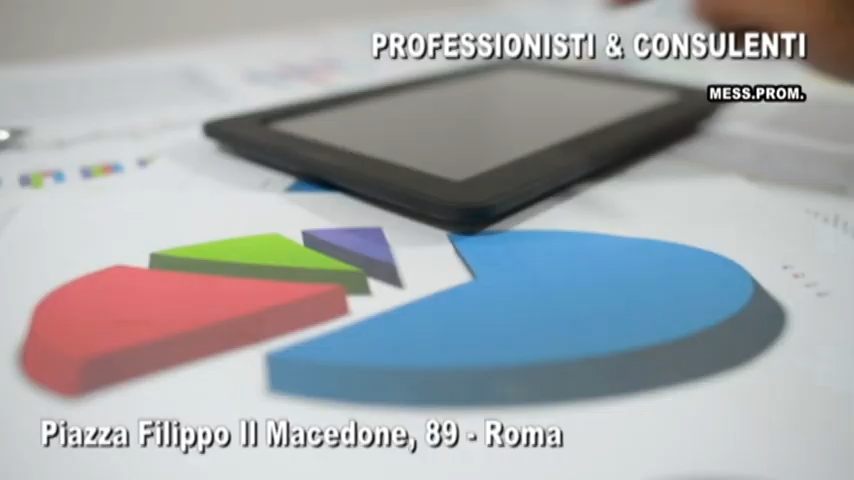 PROFESSIONISTI & CONSULENTI
MESS.PROM.
Piazza Filippo II Macedone, 89 - Roma